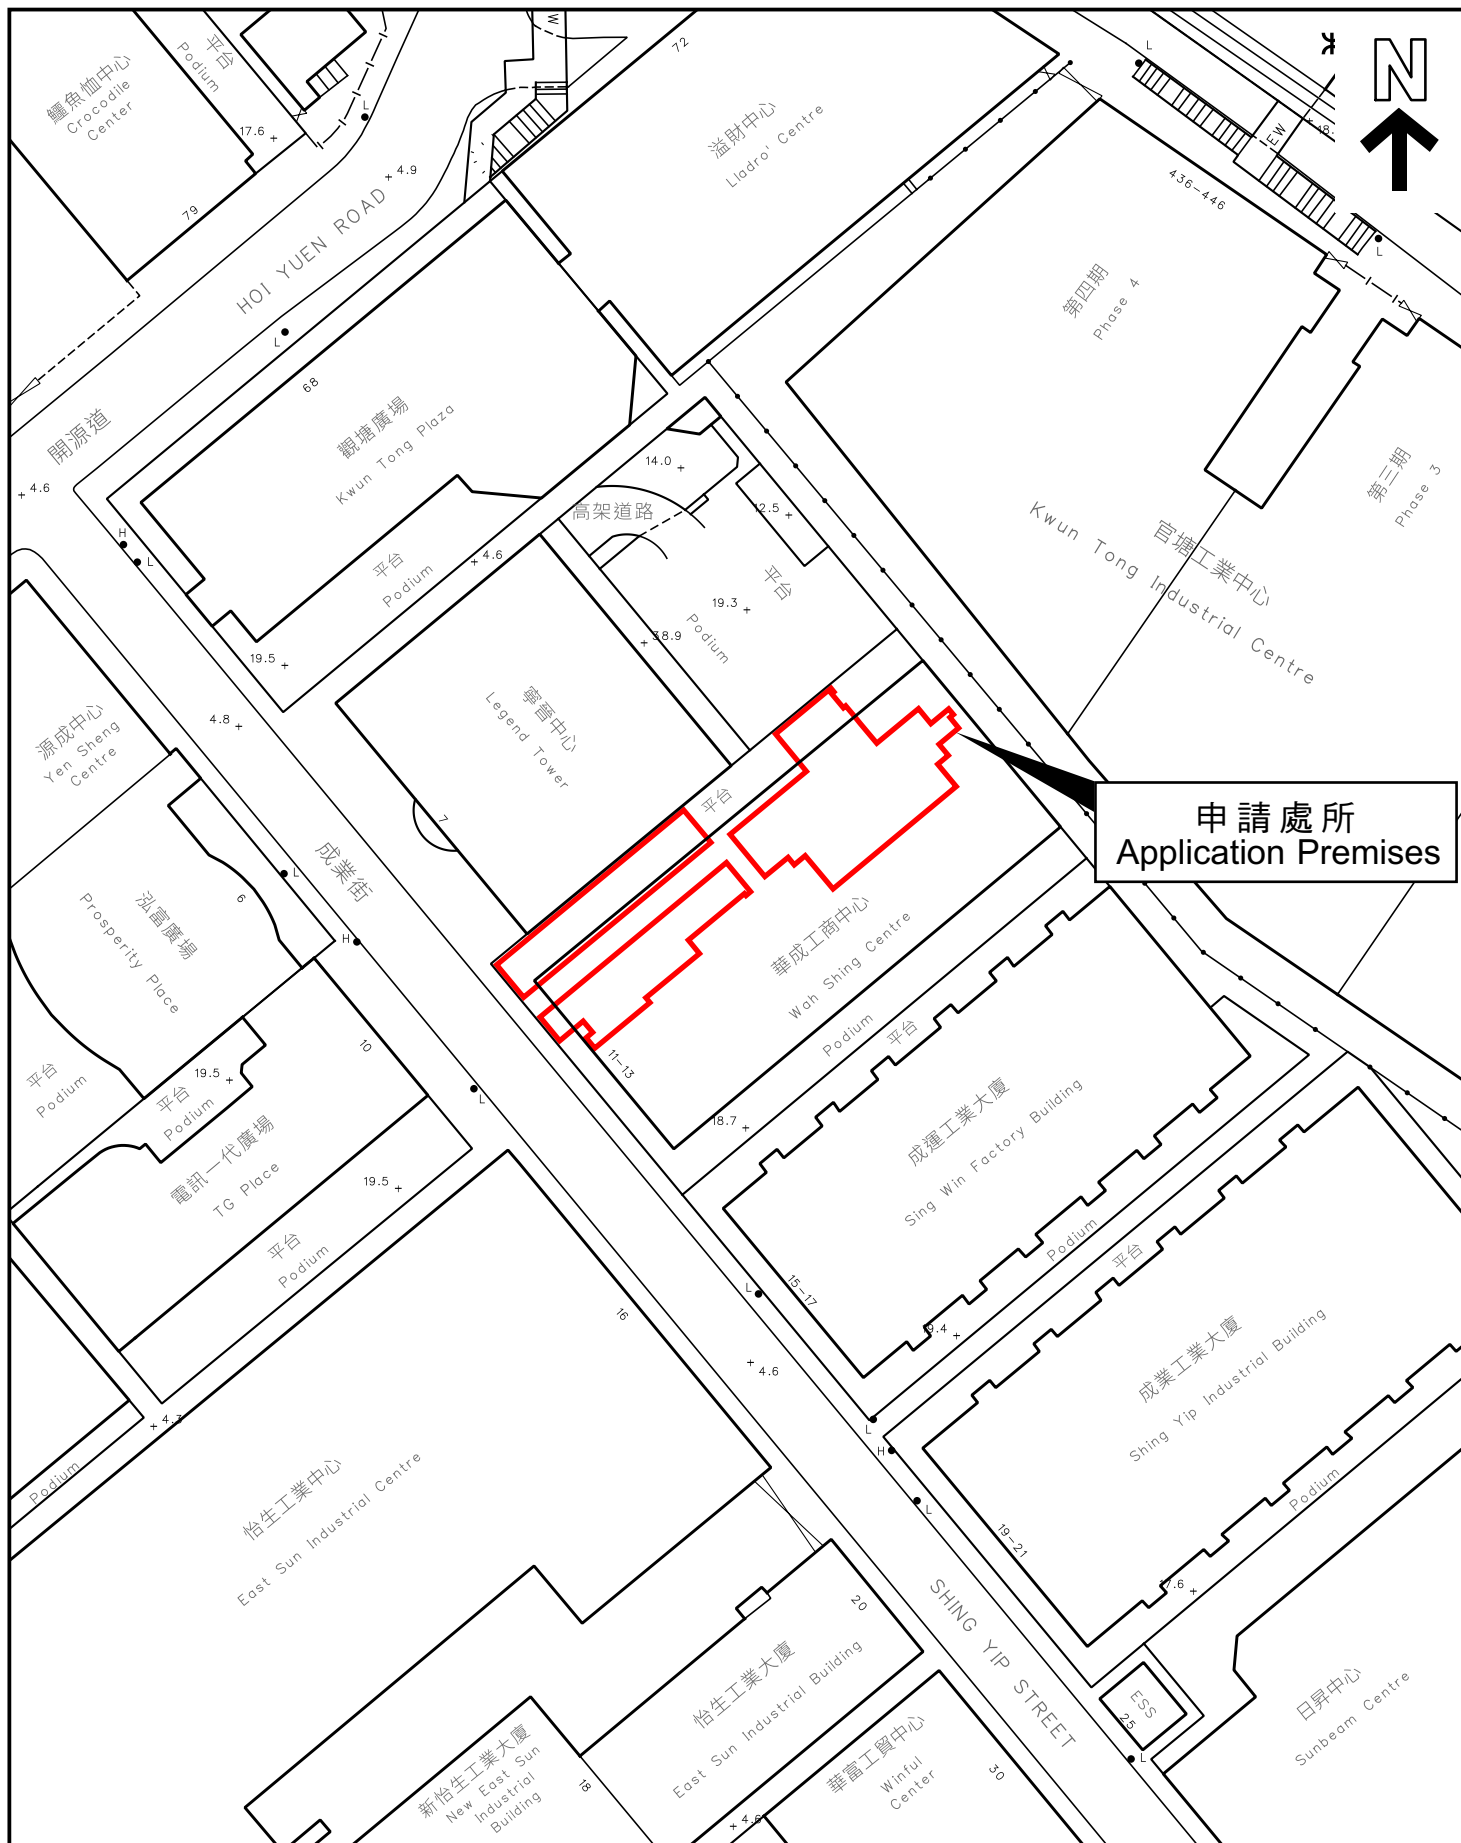 鱷魚恤中心
Crocodile
Center
平台
Podium
17.6
L
79
4.9
HOI YUEN ROAD
開源道
4.6
72
溢財中心
Lladro' Centre
L
EW
N
436-446
L
第四期
Phase 4
第三期
Phase 3
官塘工業中心
Kwun Tong Industrial Centre
L
68
觀塘廣場
Kwun Tong Plaza
14.0
12.5
高架道路
H
L
平台
Podium
4.6
19.5
19.3
平台
Podium
38.9
寧晉中心
Legend Tower
7
源成中心
Yen Sheng
Centre
4.8
成業街
平台
申請處所
Application Premises
泓富廣場
Prosperity Place
6
L
H
華成工商中心
Wah Shing Centre
11-13
Podium
平台
18.7
平台
Podium
19.5
平台
Podium
10
電訊一代廣場
TG Place
19.5
平台
Podium
L
成運工業大廈
Sing Win Factory Building
15-17
Podium
平台
19.4
L
16
4.6
成業工業大廈
Shing Yip Industrial Building
19-21
Podium
17.6
L
H
L
4.3
Podium
怡生工業中心
East Sun Industrial Centre
SHING YIP STREET
20
怡生工業大廈
East Sun Industrial Building
新怡生工業大廈
New East Sun
Industrial
Building
18
華富工貿中心
Winful
Center
30
4.6
ESS
25
L
日昇中心
Sunbeam Centre